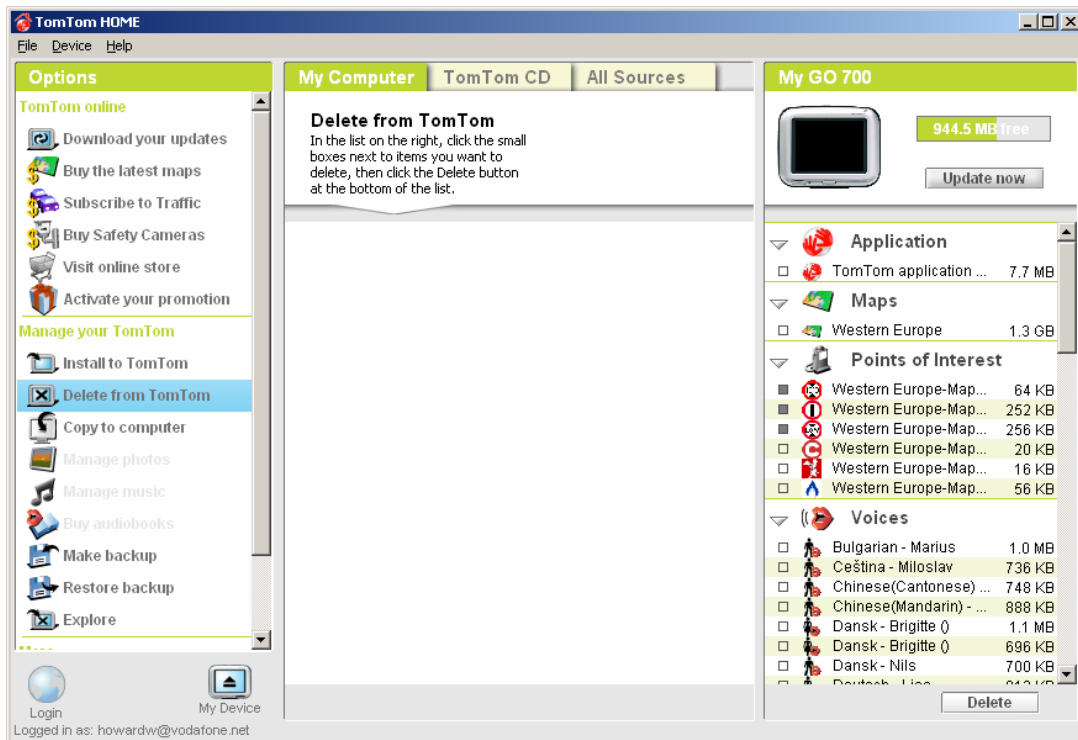 TomTom HOME
File Device Help
Options
TomTom online
Download your updates
Buy the latest maps
Subscribe to Traffic
Buy Safety Cameras
Visit online store
Activate your promotion
Manage your TomTom
Install to TomTom
Delete from TomTom
Copy to computer
Manage photos
Manage music
Buy audiobooks
Make backup
Restore backup
Explore
Login
My Device
Logged in as: howardw@vodafone.net
My Computer TomTom CD All Sources
Delete from TomTom
In the list on the right, click the small
boxes next to items you want to
delete, then click the Delete button
at the bottom of the list.
My GO 700
944.5 MB free
Update now
Application
TomTom application ... 7.7 MB
Maps
Western Europe 1.3 GB
Points of Interest
Western Europe-Map... 64 KB
Western Europe-Map... 252 KB
Western Europe-Map... 256 KB
Western Europe-Map... 20 KB
Western Europe-Map... 16 KB
Western Europe-Map... 56 KB
Voices
Bulgarian - Marius 1.0 MB
Ceština - Miloslav 736 KB
Chinese(Cantonese) ... 748 KB
Chinese(Mandarin) - ... 888 KB
Dansk - Brigitte () 1.1 MB
Dansk - Brigitte () 696 KB
Dansk - Nils 700 KB
Delete